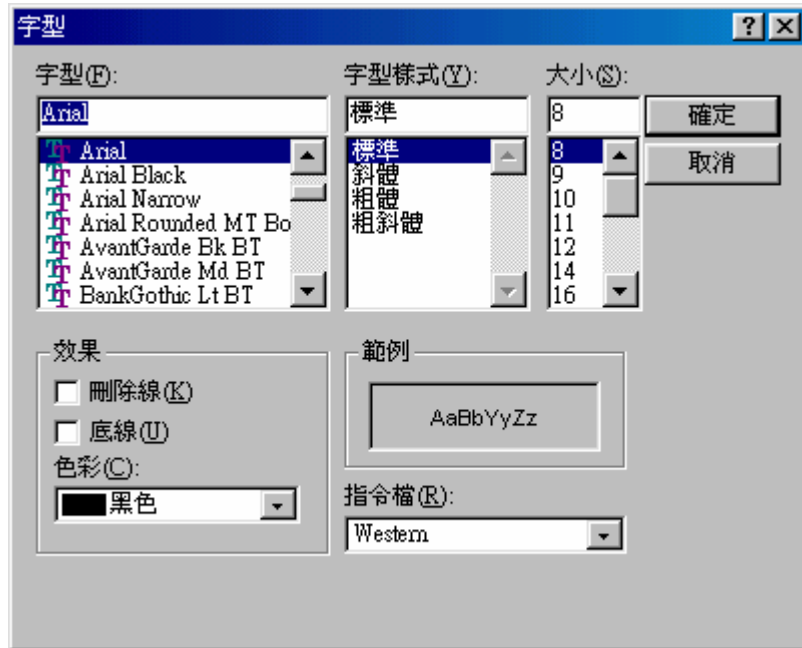 字型
字型(F):
Arial
Arial
Arial Black
Arial Narrow
Arial Rounded MT Bo
AvantGarde Bk BT
AvantGarde Md BT
BankGothic Lt BT
字型樣式(Y):
標準
標準
斜體
粗體
粗斜體
大小(S):
8
8
9
10
11
12
14
16
確定
取消
效果
刪除線(K)
底線(U)
色彩(C):
黑色
範例
AaBbYyZz
指令檔(R):
Western